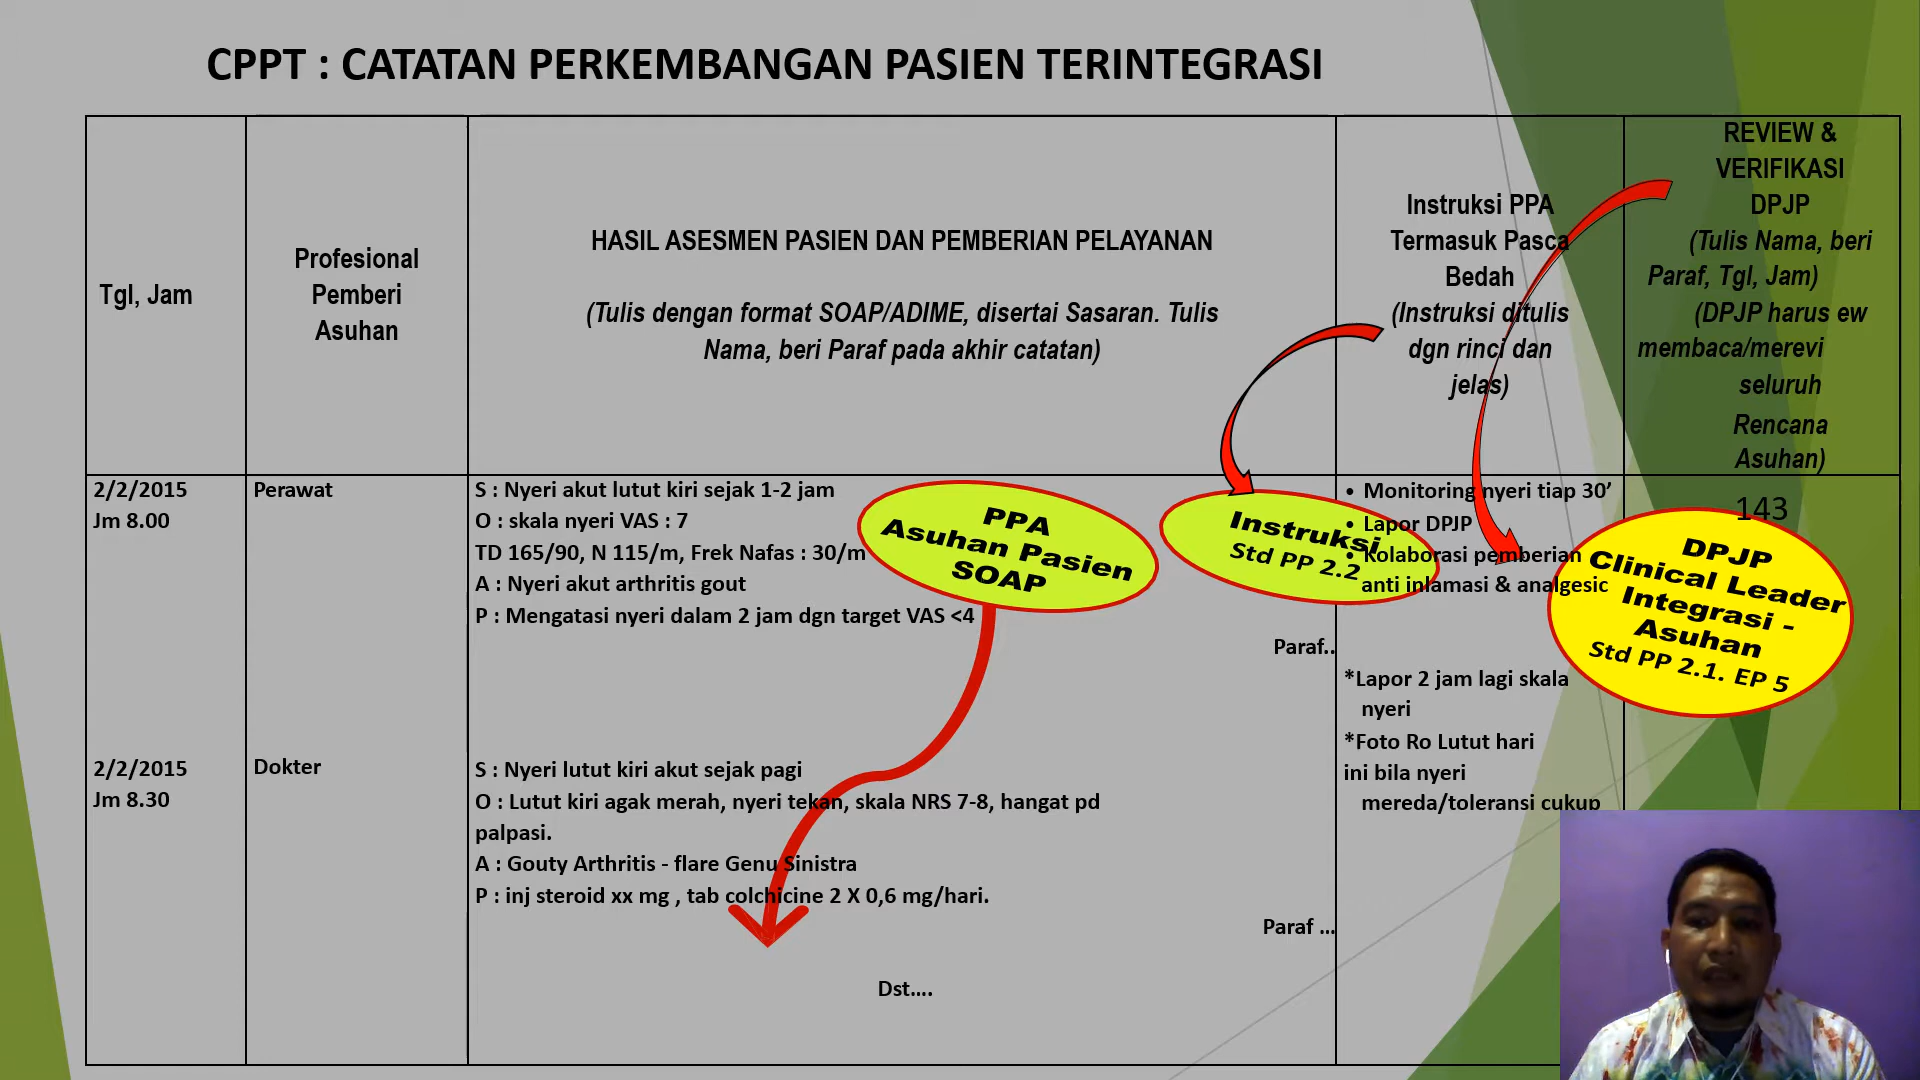 CPPT : CATATAN PERKEMBANGAN PASIEN TERINTEGRASI
Tgl, Jam
Profesional
Pemberi
Asuhan
HASIL ASESMEN PASIEN DAN PEMBERIAN PELAYANAN
(Tulis dengan format SOAP/ADIME, disertai Sasaran. Tulis
Nama, beri Paraf pada akhir catatan)
Instruksi PPA
Termasuk Pasca
Bedah
(Instruksi ditulis
dgn rinci dan
jelas)
REVIEW &
VERIFIKASI
DPJP
(Tulis Nama, beri
Paraf, Tgl, Jam)
(DPJP harus ew
membaca/merevi
seluruh
Rencana
Asuhan)
2/2/2015
Jm 8.00
Perawat
S : Nyeri akut lutut kiri sejak 1-2 jam
O : skala nyeri VAS : 7
TD 165/90, N 115/m, Frek Nafas : 30/m
A : Nyeri akut arthritis gout
P : Mengatasi nyeri dalam 2 jam dgn target VAS <4
Paraf..
PPA
Asuhan Pasien
SOAP
Instruksi
Std PP 2.2
• Monitoring nyeri tiap 30’
• Lapor DPJP
• Kolaborasi pemberian
anti inlamasi & analgesic
143
DPJP
Clinical Leader
Integrasi -
Asuhan
Std PP 2.1. EP 5
*Lapor 2 jam lagi skala
nyeri
*Foto Ro Lutut hari
ini bila nyeri
mereda/toleransi cukup
2/2/2015
Jm 8.30
Dokter
S : Nyeri lutut kiri akut sejak pagi
O : Lutut kiri agak merah, nyeri tekan, skala NRS 7-8, hangat pd
palpasi.
A : Gouty Arthritis - flare Genu Sinistra
P : inj steroid xx mg , tab colchicine 2 X 0,6 mg/hari.
Paraf ...
Dst....